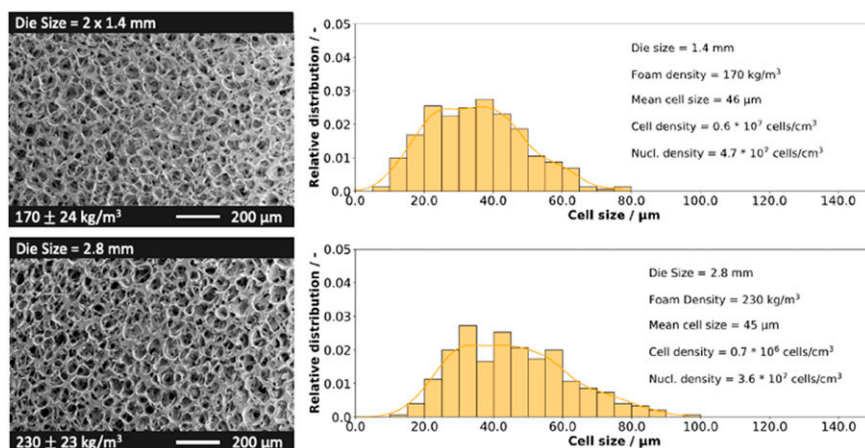 Die Size = 2 x 1.4 mm
170 ± 24 kg/m³
200 µm
Relative distribution / -
0.05
0.04
0.03
0.02
0.01
0.0
Die size = 1.4 mm
Foam density = 170 kg/m³
Mean cell size = 46 µm
Cell density = 0.6 * 10⁷ cells/cm³
Nucl. density = 4.7 * 10⁷ cells/cm³
0.0 20.0 40.0 60.0 80.0 100.0 140.0
Cell size / µm
Die Size = 2.8 mm
230 ± 23 kg/m³
200 µm
Relative distribution / -
0.05
0.04
0.03
0.02
0.01
0.0
Die Size = 2.8 mm
Foam Density = 230 kg/m³
Mean cell size = 45 µm
Cell density = 0.7 * 10⁶ cells/cm³
Nucl. density = 3.6 * 10⁷ cells/cm³
0.0 20.0 40.0 60.0 80.0 100.0 140.0
Cell size / µm